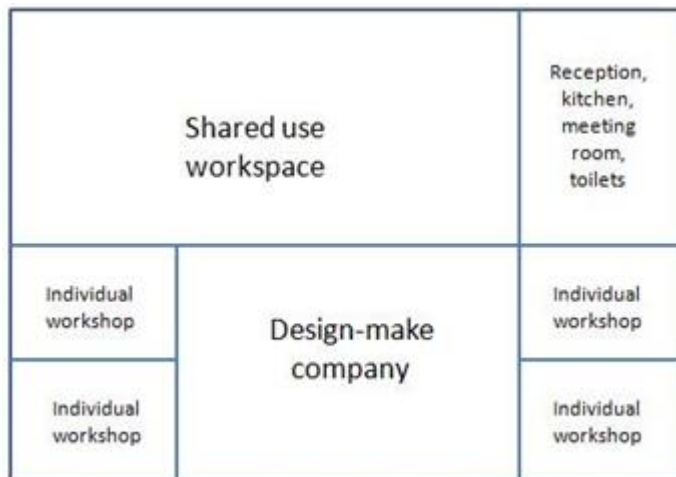 Shared use
workspace
Reception,
kitchen,
meeting
room,
toilets
Individual
workshop
Design-make
company
Individual
workshop
Individual
workshop
Individual
workshop